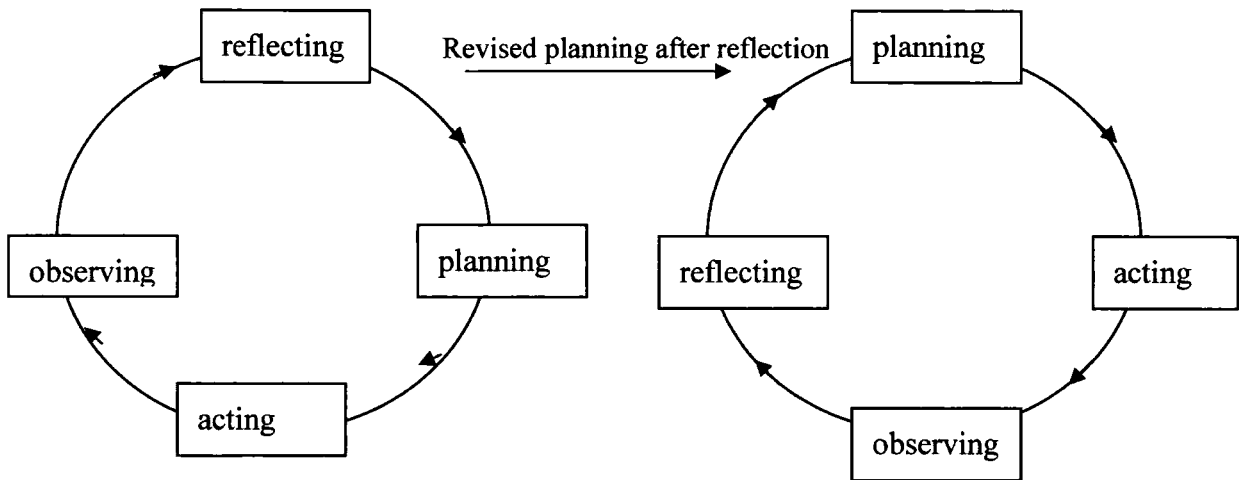 reflecting
Revised planning after reflection
planning
observing
planning
reflecting
acting
acting
observing